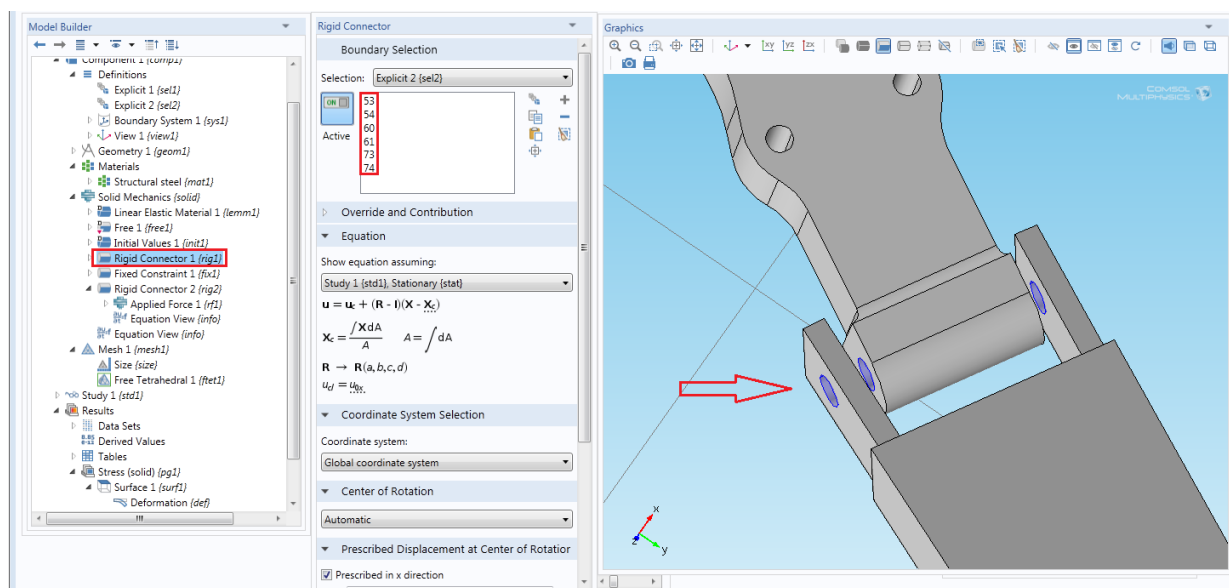 Model Builder
Component 1 {comp1}
Definitions
Explicit 1 {sel1}
Explicit 2 {sel2}
Boundary System 1 {sys1}
View 1 {view1}
Geometry 1 {geom1}
Materials
Structural steel {mat1}
Solid Mechanics {solid}
Linear Elastic Material 1 {lemm1}
Free 1 {free1}
Initial Values 1 {init1}
Rigid Connector 1 {rig1}
Fixed Constraint 1 {fix1}
Rigid Connector 2 {rig2}
Applied Force 1 {rf1}
Equation View {info}
Equation View {info}
Mesh 1 {mesh1}
Size {size}
Free Tetrahedral 1 {ftet1}
Study 1 {std1}
Results
Data Sets
Derived Values
Tables
Stress (solid) {pg1}
Surface 1 {surf1}
Deformation {def}
Rigid Connector
Boundary Selection
Selection: Explicit 2 {sel2}
ON
Active
53
54
60
61
73
74
Override and Contribution
Equation
Show equation assuming:
Study 1 {std1}, Stationary {stat}
u = u_c + (R - I)(X - X_c)
X_c = ∫XdA / A    A = ∫dA
R → R(a,b,c,d)
u_cl = u_0x
Coordinate System Selection
Coordinate system:
Global coordinate system
Center of Rotation
Automatic
Prescribed Displacement at Center of Rotation
Prescribed in x direction
Graphics
xy yz zx
COMSOL
MULTIPHYSICS
x
z
y